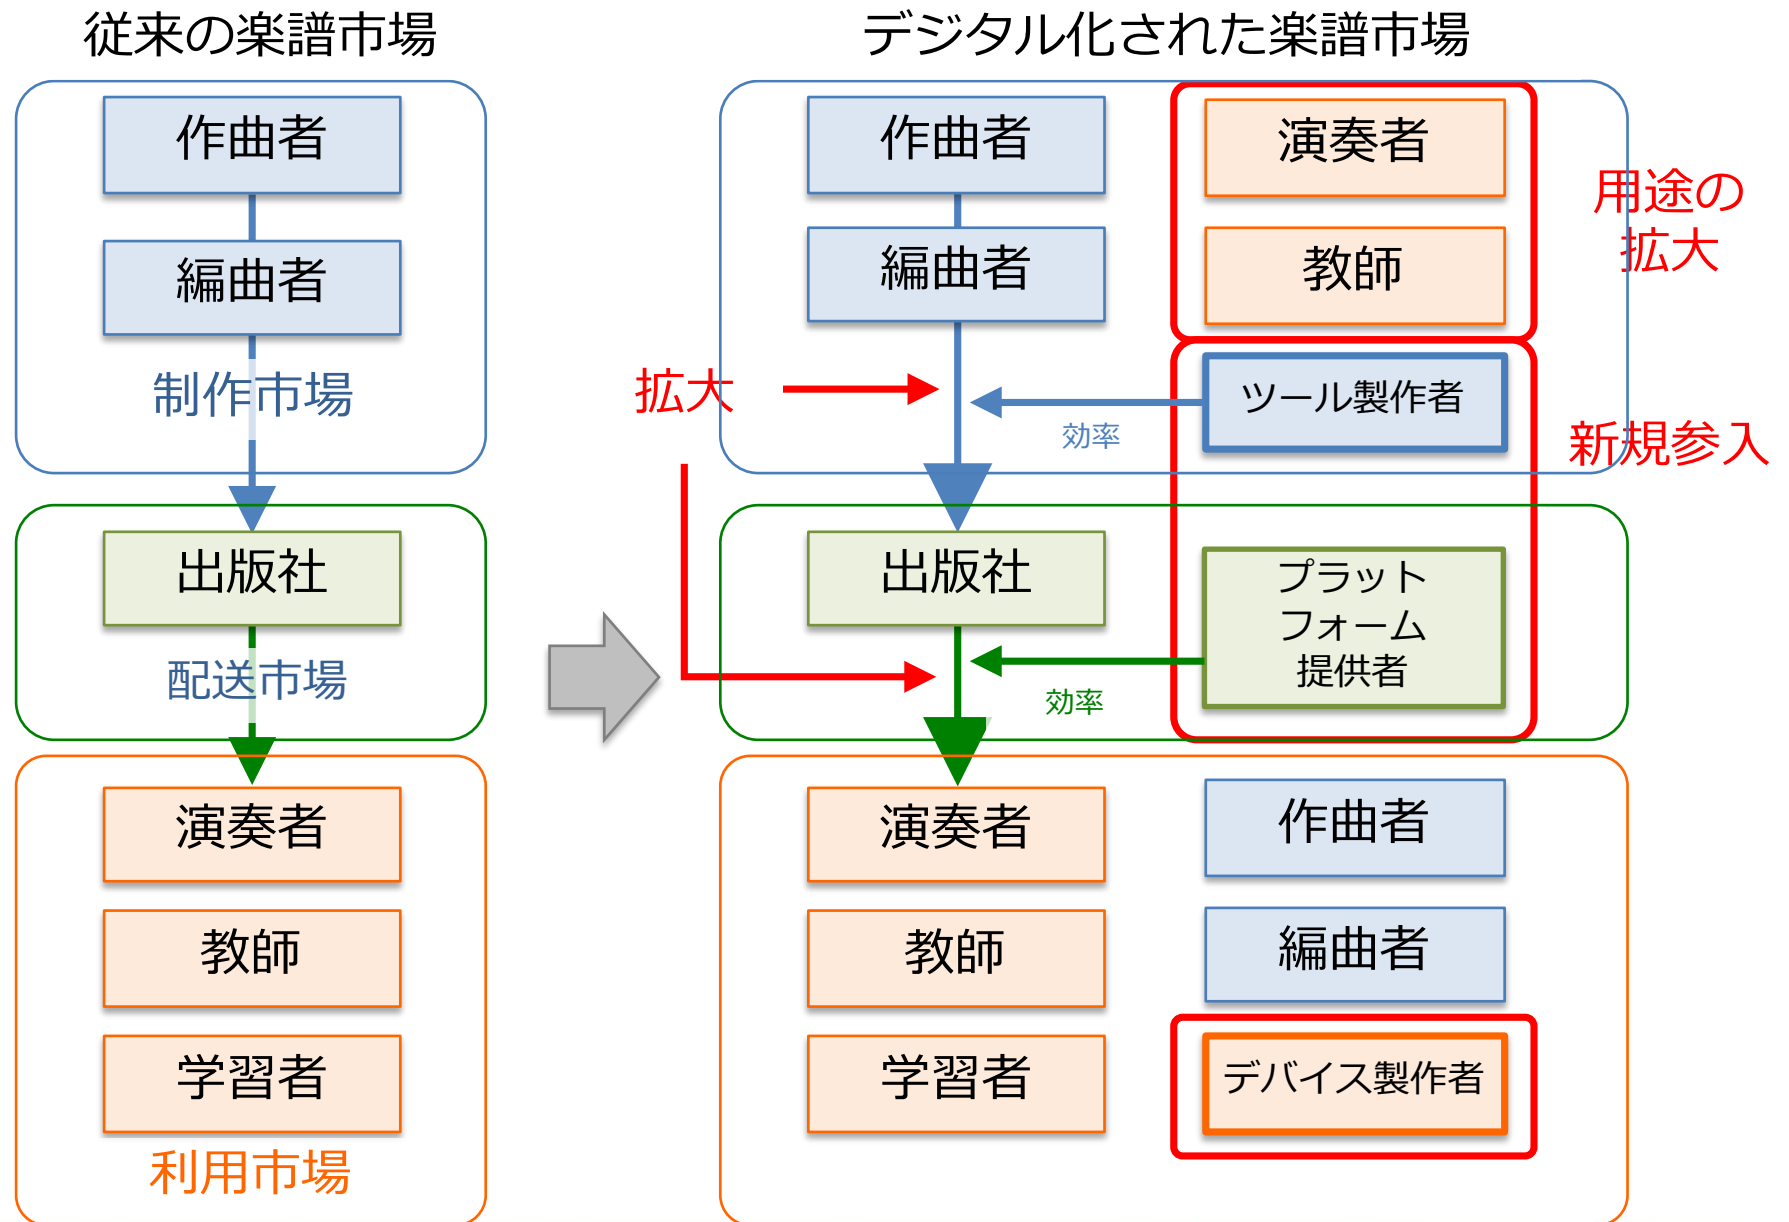 従来の楽譜市場
作曲者
編曲者
制作市場
出版社
配送市場
演奏者
教師
学習者
利用市場
デジタル化された楽譜市場
作曲者
編曲者
演奏者
教師
用途の
拡大
拡大
ツール製作者
効率
新規参入
出版社
プラット
フォーム
提供者
効率
演奏者
教師
学習者
作曲者
編曲者
デバイス製作者